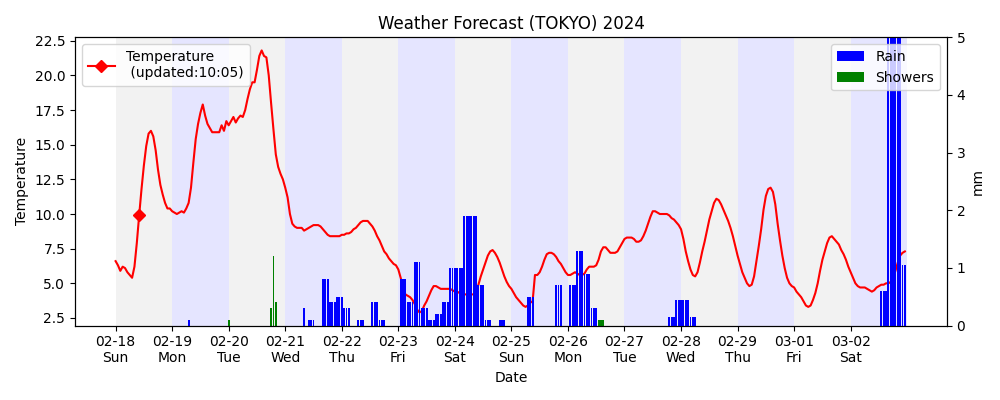 Weather Forecast (TOKYO) 2024
Temperature
(updated:10:05)
Rain
Showers
Temperature
22.5
20.0
17.5
15.0
12.5
10.0
7.5
5.0
2.5
5
4
3
2
1
0
mm
02-18 02-19 02-20 02-21 02-22 02-23 02-24 02-25 02-26 02-27 02-28 02-29 03-01 03-02
Sun Mon Tue Wed Thu Fri Sat Sun Mon Tue Wed Thu Fri Sat
Date